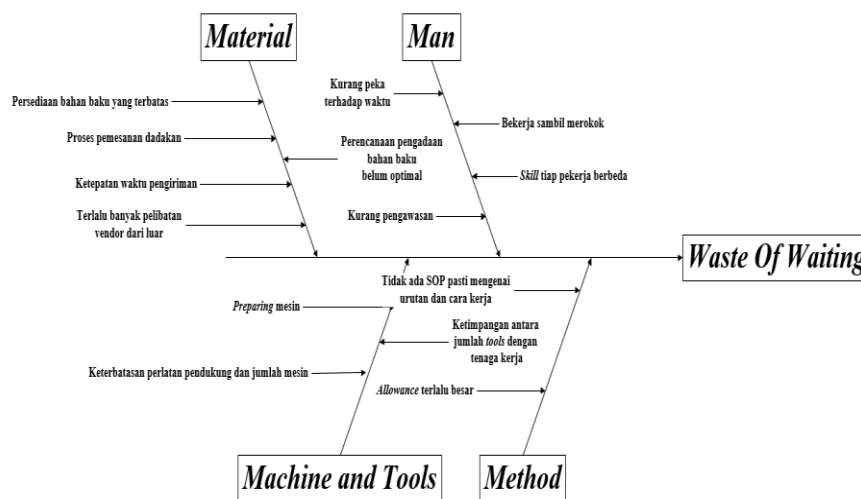 Material
Man
Kurang peka
terhadap waktu
Persediaan bahan baku yang terbatas
Bekerja sambil merokok
Proses pemesanan dadakan
Perencanaan pengadaan
bahan baku
belum optimal
Ketepatan waktu pengiriman
Skill tiap pekerja berbeda
Terlalu banyak pelibatan
vendor dari luar
Kurang pengawasan
Waste Of Waiting
Tidak ada SOP pasti mengenai
urutan dan cara kerja
Preparing mesin
Ketimpangan antara
jumlah tools dengan
tenaga kerja
Keterbatasan perlatan pendukung dan jumlah mesin
Allowance terlalu besar
Machine and Tools
Method